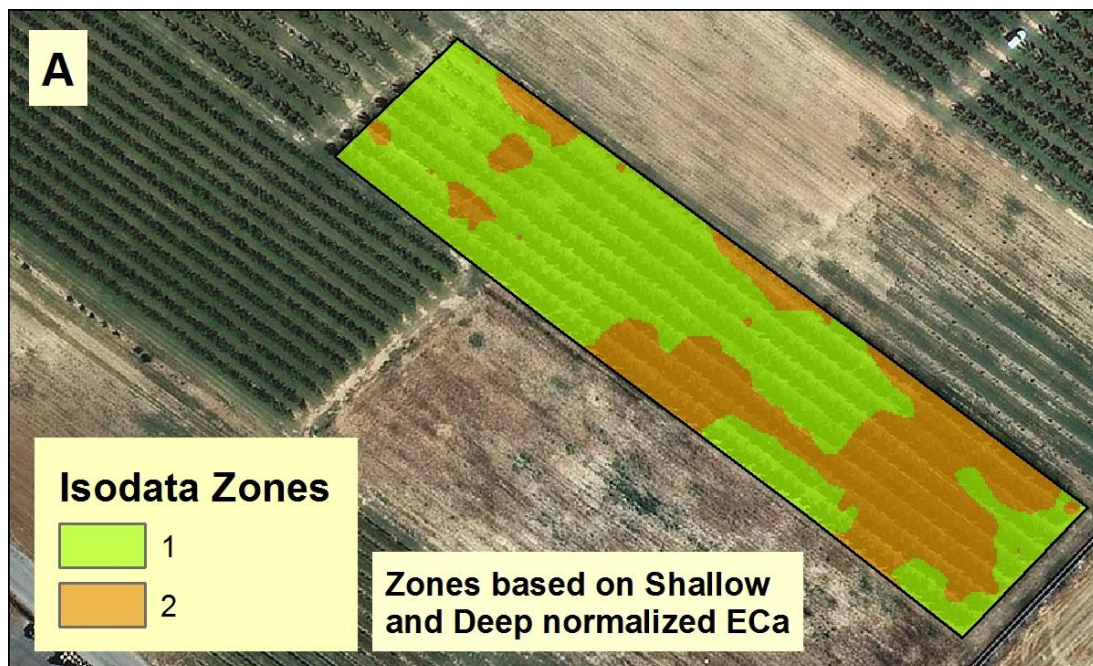 A
Isodata Zones
1
2
Zones based on Shallow
and Deep normalized ECa